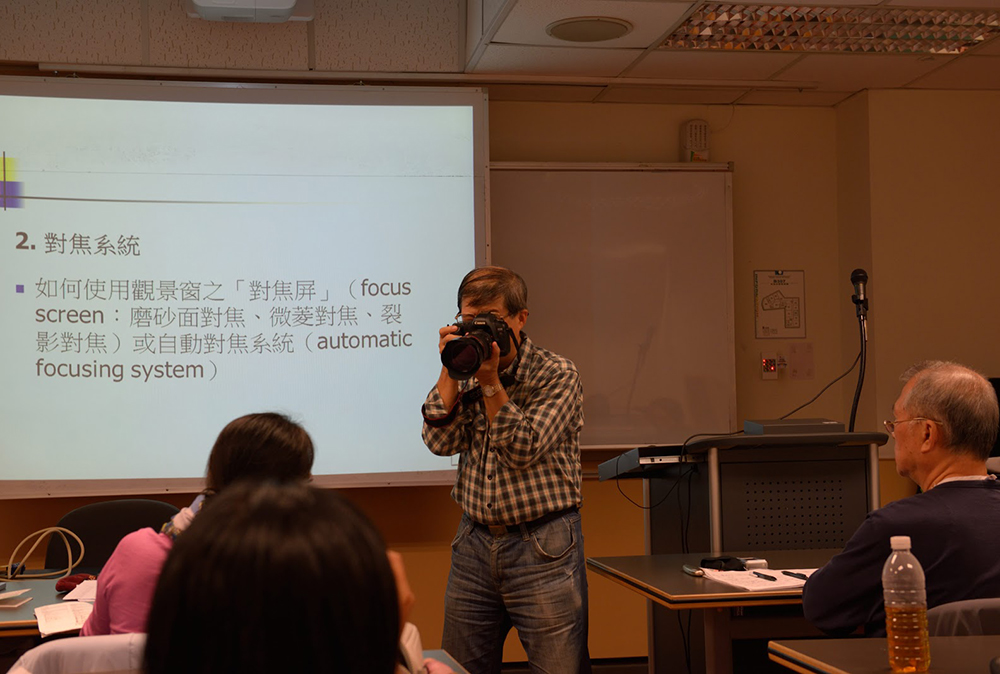 2. 對焦系統
如何使用觀景窗之「對焦屏」（focus
screen：磨砂面對焦、微菱對焦、裂
影對焦）或自動對焦系統（automatic
focusing system）